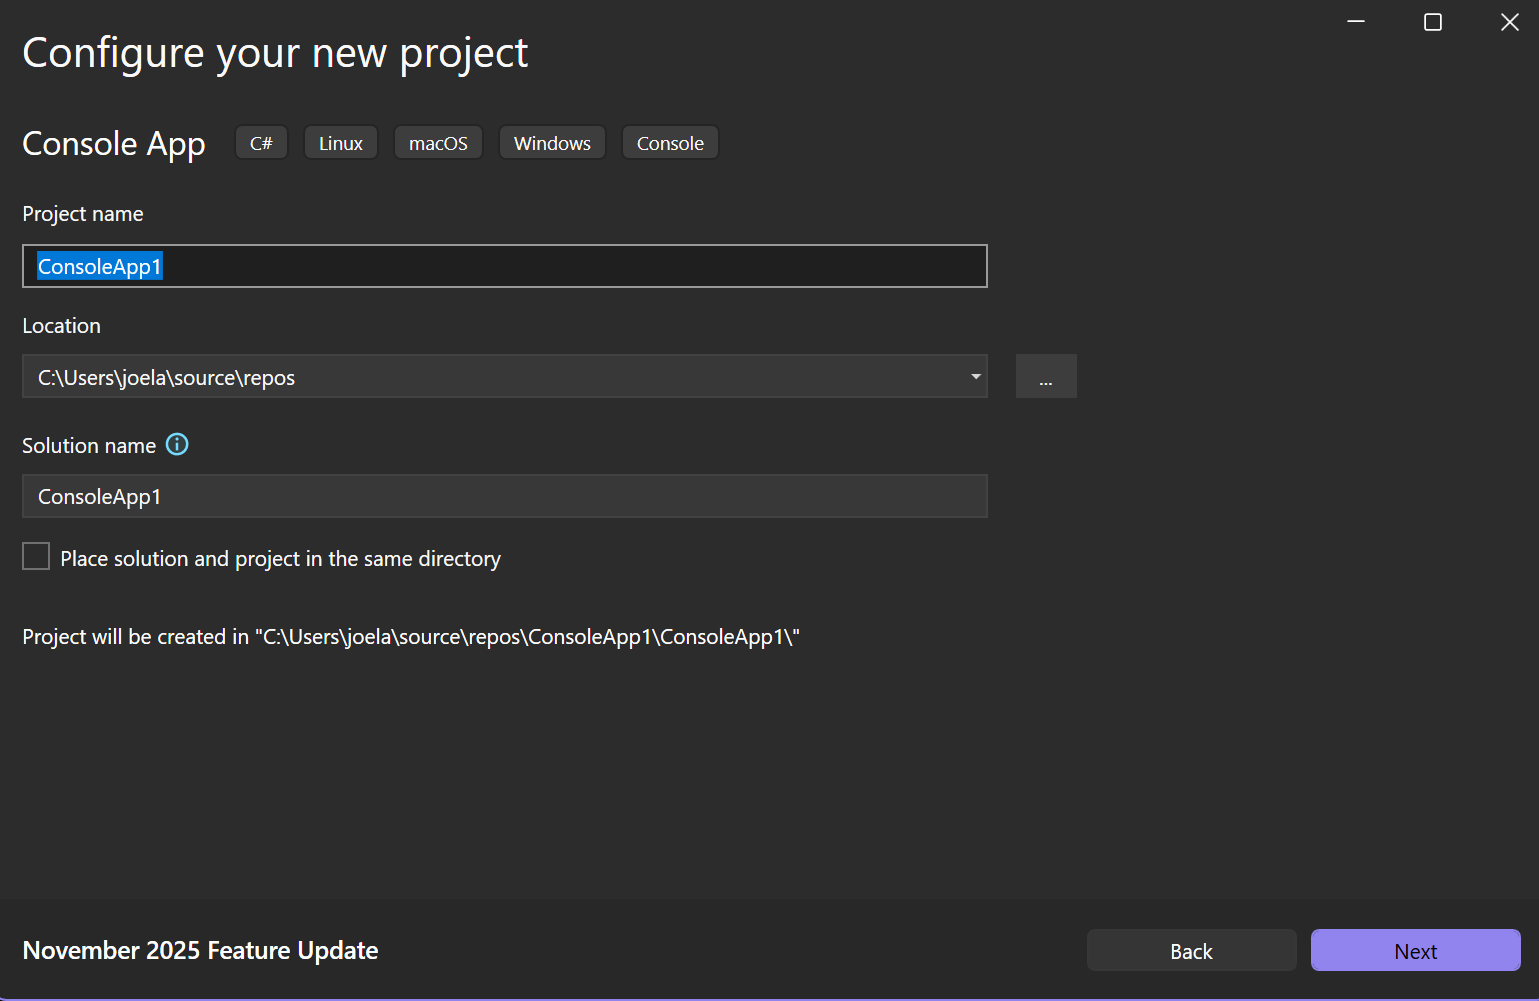 Configure your new project
Console App C# Linux macOS Windows Console
Project name
ConsoleApp1
Location
C:\Users\joela\source\repos
...
Solution name
ConsoleApp1
Place solution and project in the same directory
Project will be created in "C:\Users\joela\source\repos\ConsoleApp1\ConsoleApp1\"
November 2025 Feature Update
Back
Next